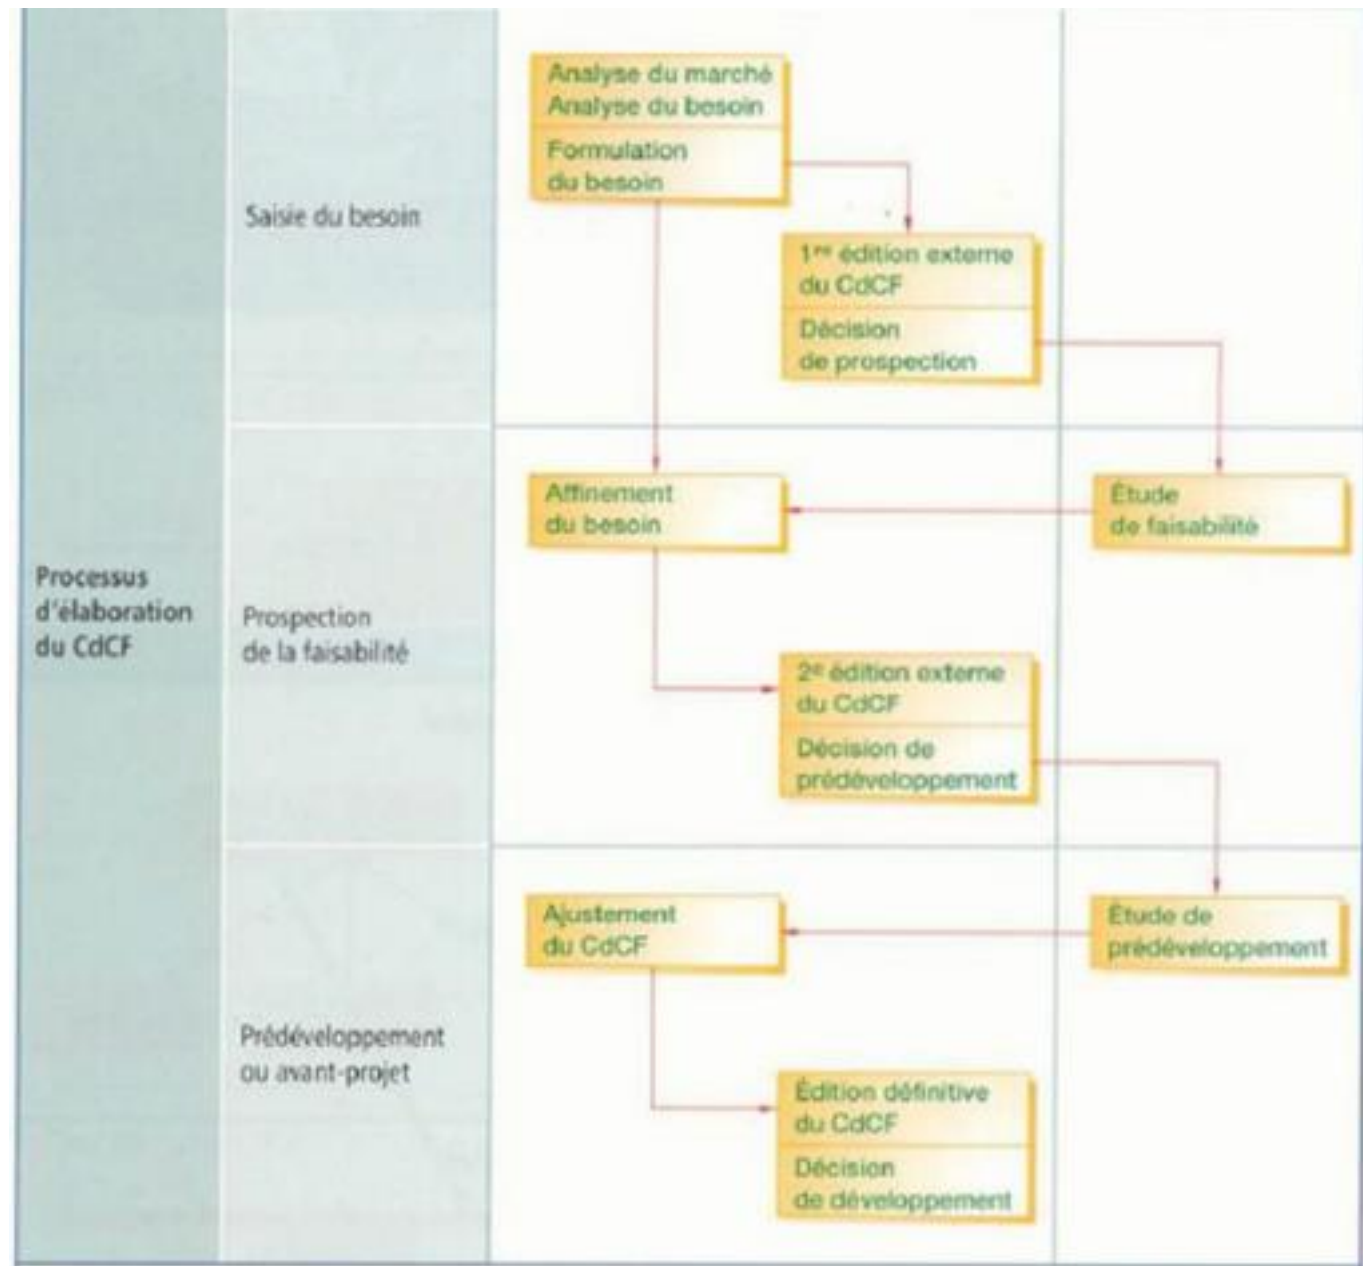 Processus
d'élaboration
du CdCF
Saisie du besoin
Analyse du marché
Analyse du besoin
Formulation
du besoin
1re édition externe
du CdCF
Décision
de prospection
Prospection
de la faisabilité
Affinement
du besoin
Étude
de faisabilité
2e édition externe
du CdCF
Décision de
prédéveloppement
Prédéveloppement
ou avant-projet
Ajustement
du CdCF
Étude de
prédéveloppement
Édition définitive
du CdCF
Décision
de développement